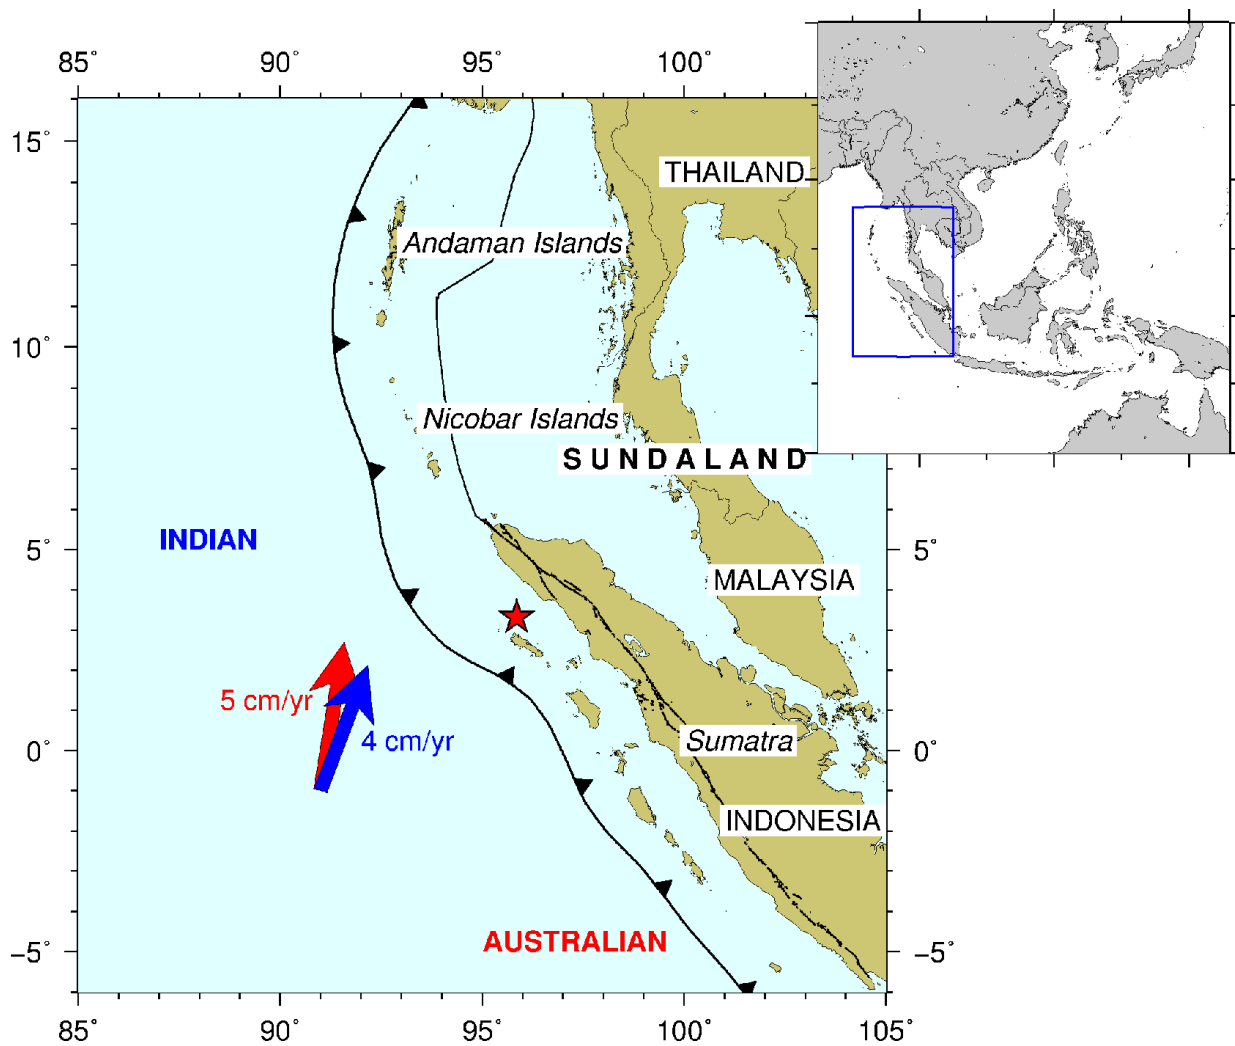 85˚ 90˚ 95˚ 100˚
15˚
THAILAND
Andaman Islands
10˚
Nicobar Islands
SUNDALAND
5˚ INDIAN 5˚
MALAYSIA
5 cm/yr
4 cm/yr
0˚ Sumatra 0˚
INDONESIA
AUSTRALIAN
−5˚ −5˚
85˚ 90˚ 95˚ 100˚ 105˚